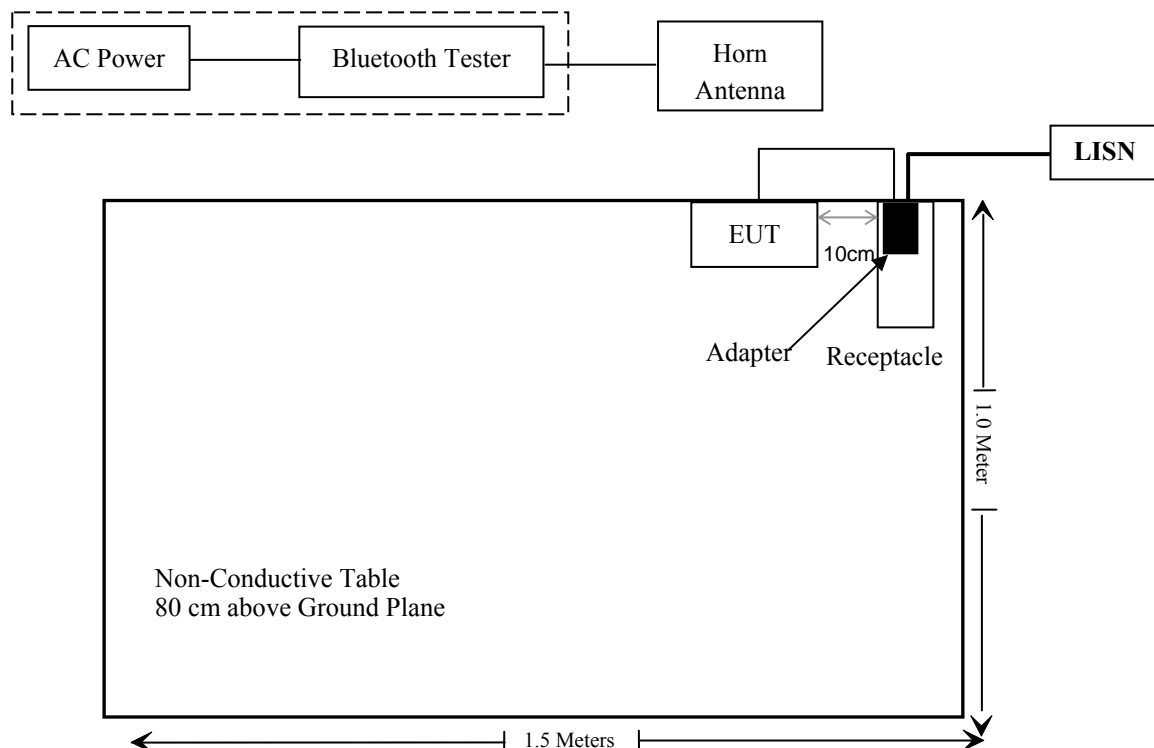 AC Power
Bluetooth Tester
Horn
Antenna
LISN
EUT
10cm
Adapter
Receptacle
1.0 Meter
Non-Conductive Table
80 cm above Ground Plane
1.5 Meters